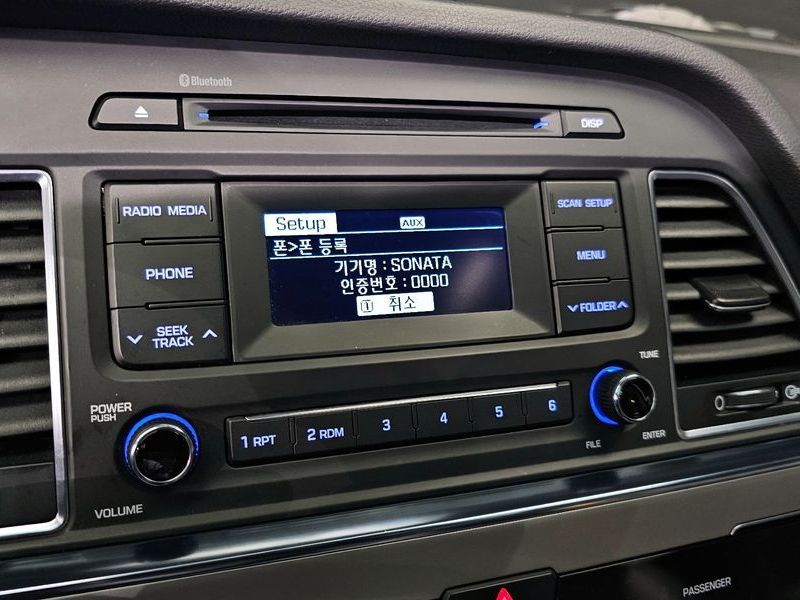 Bluetooth
DISP
RADIO MEDIA
SCAN SETUP
Setup AUX
폰>폰 등록
PHONE
기기명 : SONATA
MENU
인증번호 : 0000
1 취소
FOLDER
SEEK
TRACK
TUNE
POWER
PUSH
1 RPT 2 RDM 3 4 5 6
FILE ENTER
VOLUME
PASSENGER